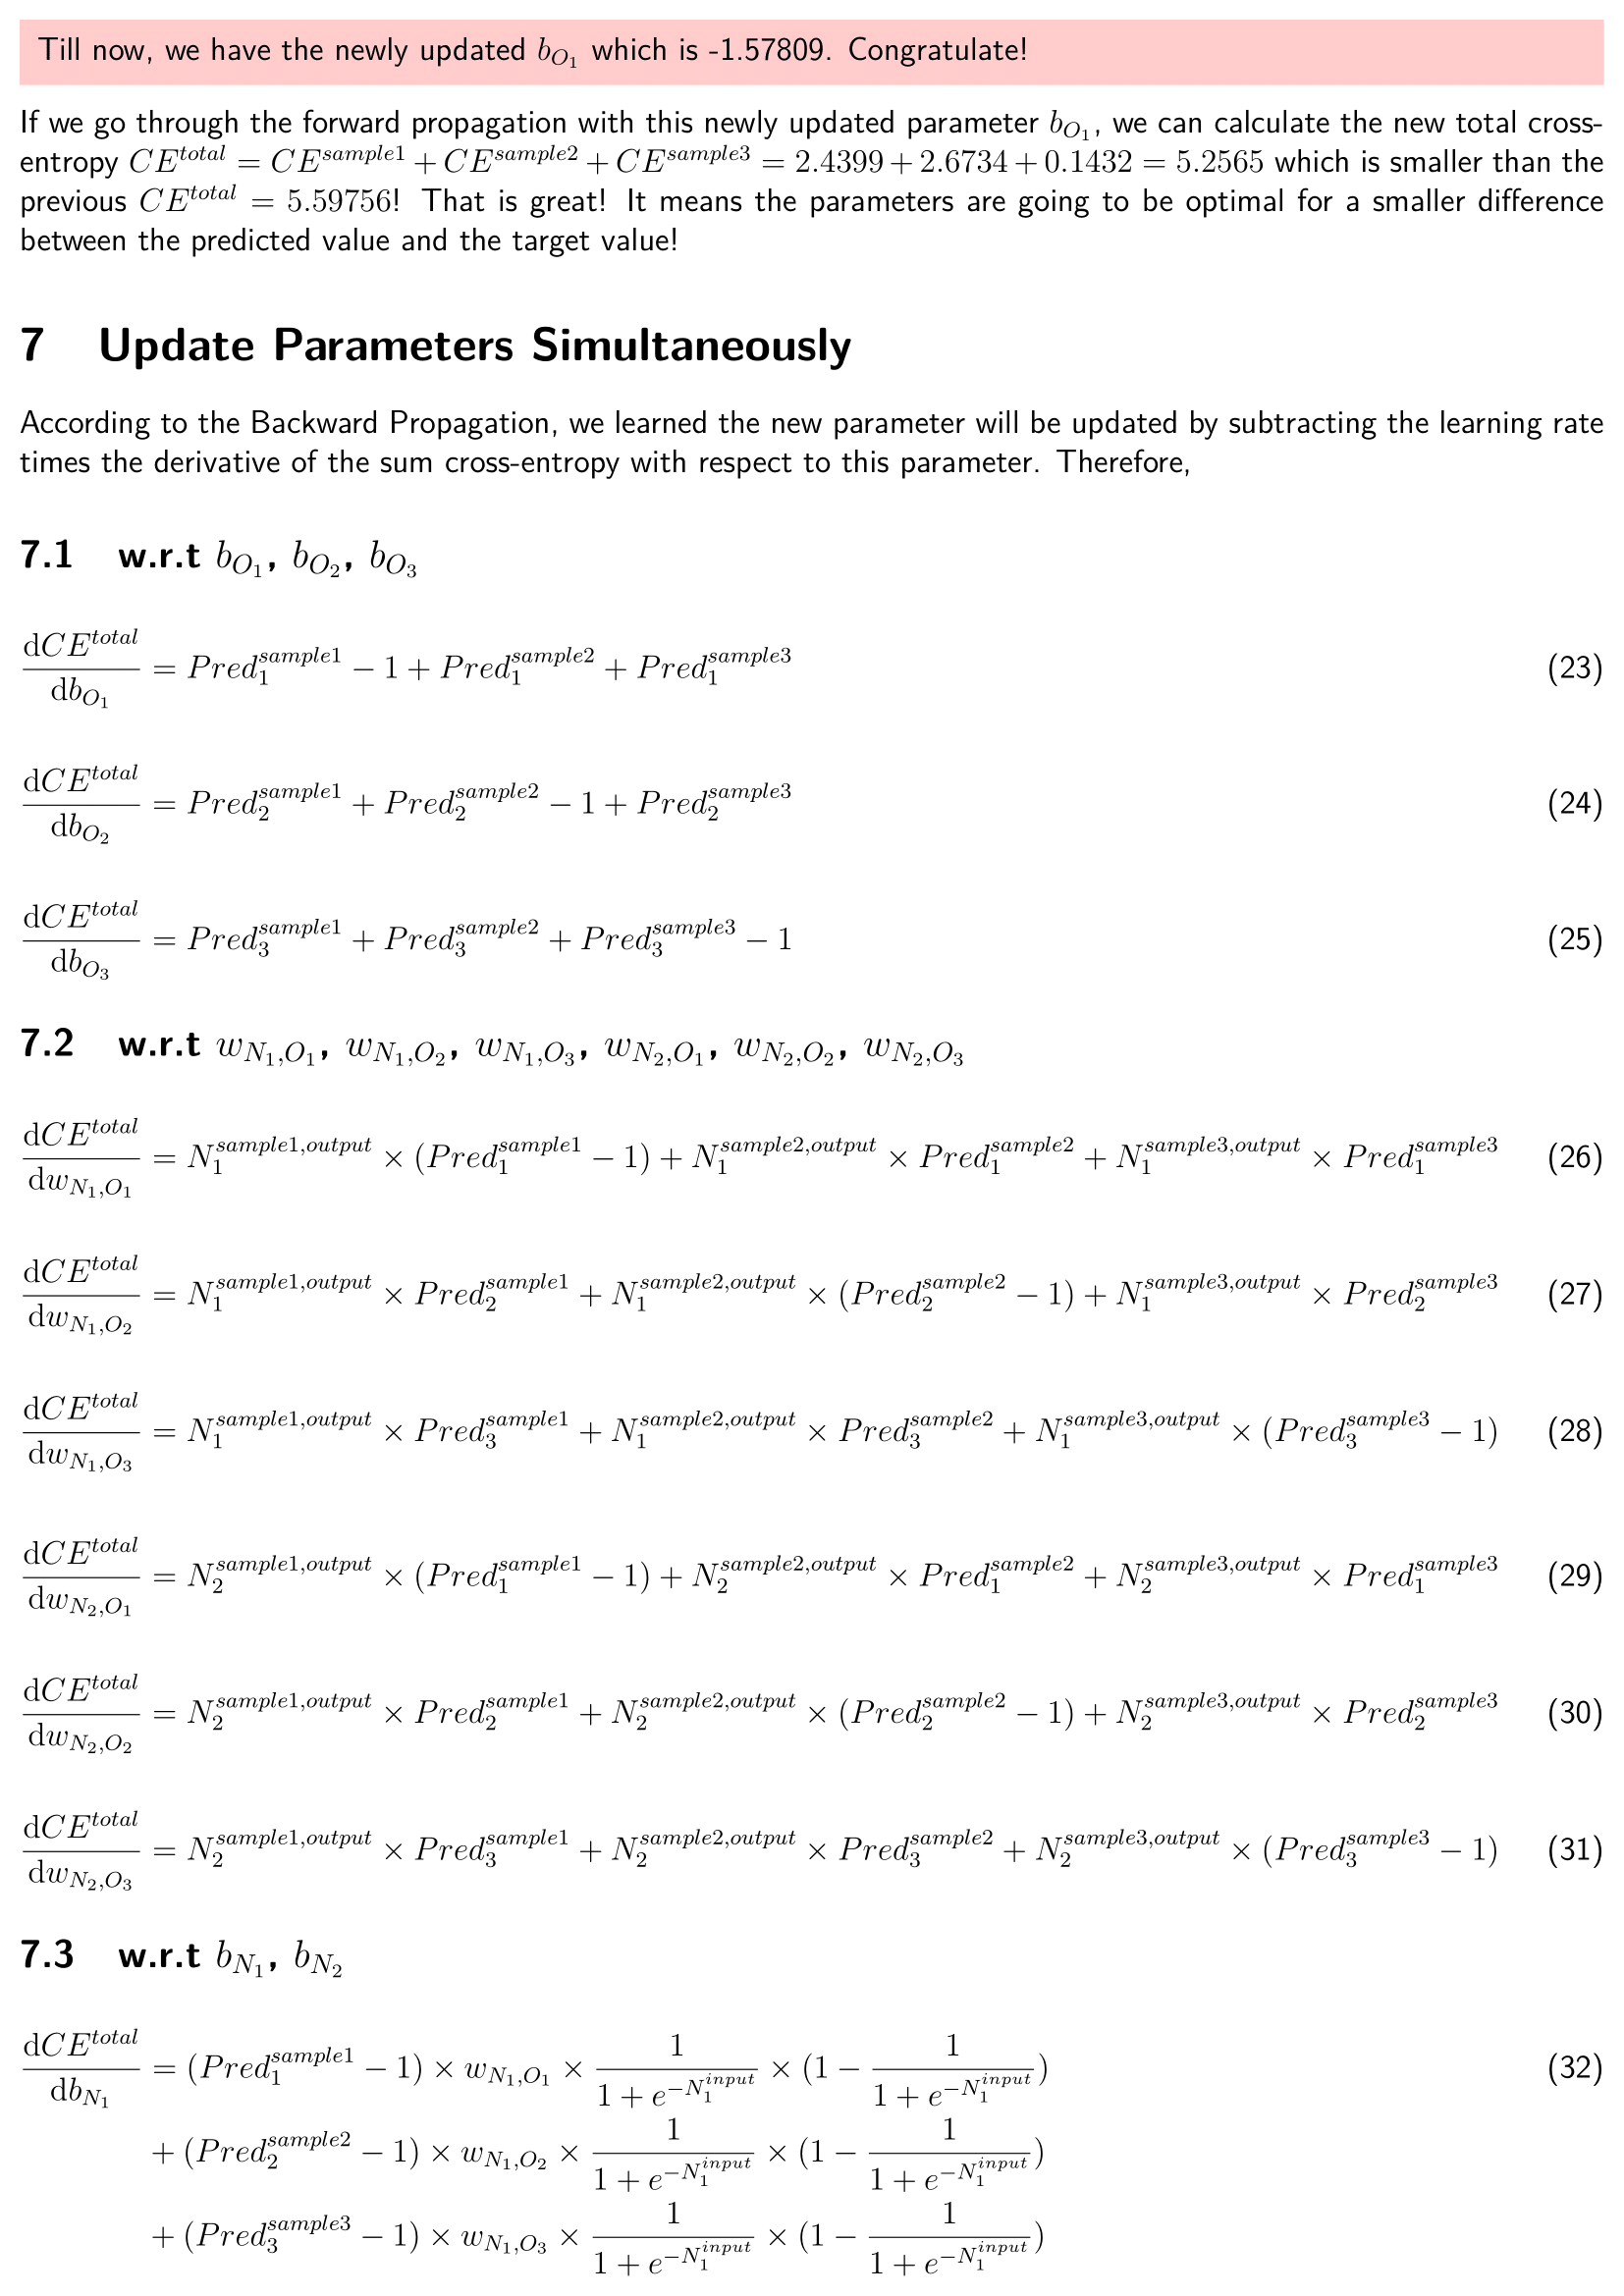 Till now, we have the newly updated $b_{O_1}$ which is -1.57809. Congratulate!
If we go through the forward propagation with this newly updated parameter $b_{O_1}$, we can calculate the new total cross-
entropy $CE^{total} = CE^{sample1} + CE^{sample2} + CE^{sample3} = 2.4399 + 2.6734 + 0.1432 = 5.2565$ which is smaller than the
previous $CE^{total} = 5.59756$! That is great! It means the parameters are going to be optimal for a smaller difference
between the predicted value and the target value!
7 Update Parameters Simultaneously
According to the Backward Propagation, we learned the new parameter will be updated by subtracting the learning rate
times the derivative of the sum cross-entropy with respect to this parameter. Therefore,
7.1 w.r.t $b_{O_1}$, $b_{O_2}$, $b_{O_3}$
$\frac{\mathrm{d}CE^{total}}{\mathrm{d}b_{O_1}} = Pred_1^{sample1} - 1 + Pred_1^{sample2} + Pred_1^{sample3}$ (23)
$\frac{\mathrm{d}CE^{total}}{\mathrm{d}b_{O_2}} = Pred_2^{sample1} + Pred_2^{sample2} - 1 + Pred_2^{sample3}$ (24)
$\frac{\mathrm{d}CE^{total}}{\mathrm{d}b_{O_3}} = Pred_3^{sample1} + Pred_3^{sample2} + Pred_3^{sample3} - 1$ (25)
7.2 w.r.t $w_{N_1,O_1}$, $w_{N_1,O_2}$, $w_{N_1,O_3}$, $w_{N_2,O_1}$, $w_{N_2,O_2}$, $w_{N_2,O_3}$
$\frac{\mathrm{d}CE^{total}}{\mathrm{d}w_{N_1,O_1}} = N_1^{sample1,output} \times (Pred_1^{sample1} - 1) + N_1^{sample2,output} \times Pred_1^{sample2} + N_1^{sample3,output} \times Pred_1^{sample3}$ (26)
$\frac{\mathrm{d}CE^{total}}{\mathrm{d}w_{N_1,O_2}} = N_1^{sample1,output} \times Pred_2^{sample1} + N_1^{sample2,output} \times (Pred_2^{sample2} - 1) + N_1^{sample3,output} \times Pred_2^{sample3}$ (27)
$\frac{\mathrm{d}CE^{total}}{\mathrm{d}w_{N_1,O_3}} = N_1^{sample1,output} \times Pred_3^{sample1} + N_1^{sample2,output} \times Pred_3^{sample2} + N_1^{sample3,output} \times (Pred_3^{sample3} - 1)$ (28)
$\frac{\mathrm{d}CE^{total}}{\mathrm{d}w_{N_2,O_1}} = N_2^{sample1,output} \times (Pred_1^{sample1} - 1) + N_2^{sample2,output} \times Pred_1^{sample2} + N_2^{sample3,output} \times Pred_1^{sample3}$ (29)
$\frac{\mathrm{d}CE^{total}}{\mathrm{d}w_{N_2,O_2}} = N_2^{sample1,output} \times Pred_2^{sample1} + N_2^{sample2,output} \times (Pred_2^{sample2} - 1) + N_2^{sample3,output} \times Pred_2^{sample3}$ (30)
$\frac{\mathrm{d}CE^{total}}{\mathrm{d}w_{N_2,O_3}} = N_2^{sample1,output} \times Pred_3^{sample1} + N_2^{sample2,output} \times Pred_3^{sample2} + N_2^{sample3,output} \times (Pred_3^{sample3} - 1)$ (31)
7.3 w.r.t $b_{N_1}$, $b_{N_2}$
$\frac{\mathrm{d}CE^{total}}{\mathrm{d}b_{N_1}} = (Pred_1^{sample1} - 1) \times w_{N_1,O_1} \times \frac{1}{1 + e^{-N_1^{input}}} \times (1 - \frac{1}{1 + e^{-N_1^{input}}})$ (32)
$+ (Pred_2^{sample2} - 1) \times w_{N_1,O_2} \times \frac{1}{1 + e^{-N_1^{input}}} \times (1 - \frac{1}{1 + e^{-N_1^{input}}})$
$+ (Pred_3^{sample3} - 1) \times w_{N_1,O_3} \times \frac{1}{1 + e^{-N_1^{input}}} \times (1 - \frac{1}{1 + e^{-N_1^{input}}})$